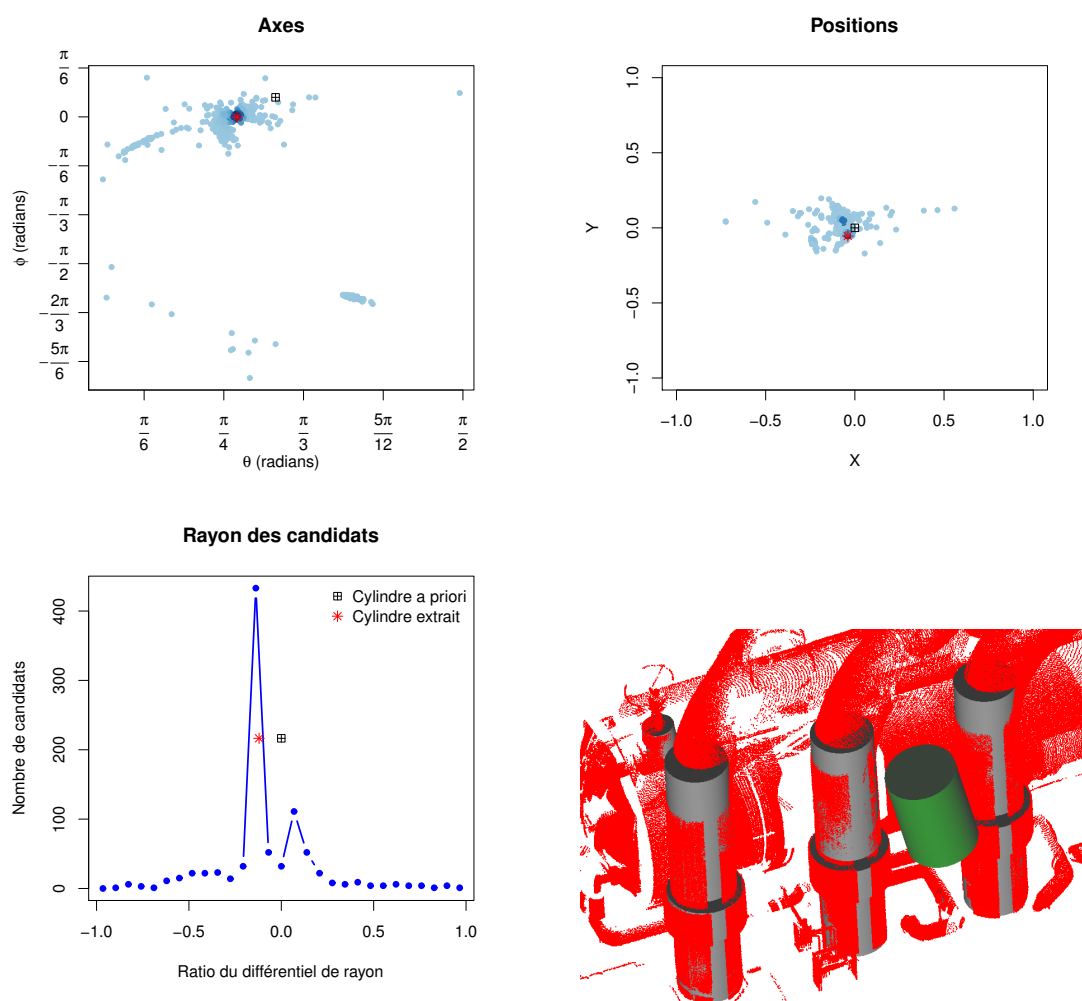 Axes
π/6
0
−π/6
−π/3
−π/2
−2π/3
−5π/6
ϕ (radians)
π/6
π/4
π/3
5π/12
π/2
θ (radians)
Positions
1.0
0.5
0.0
−0.5
−1.0
Y
−1.0 −0.5 0.0 0.5 1.0
X
Rayon des candidats
400
300
200
100
0
Nombre de candidats
Cylindre a priori
Cylindre extrait
−1.0 −0.5 0.0 0.5 1.0
Ratio du différentiel de rayon